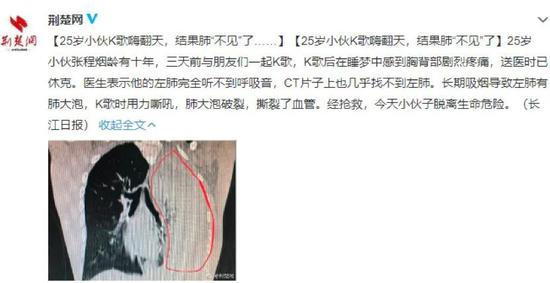 荆楚网
荆楚网
【25岁小伙K歌嗨翻天，结果肺“不见”了……】【25岁小伙K歌嗨翻天，结果肺“不见”了】25岁
小伙张程烟龄有十年，三天前与朋友们一起K歌，K歌后在睡梦中感到胸背部剧烈疼痛，送医时已
休克。医生表示他的左肺完全听不到呼吸音，CT片子上也几乎找不到左肺。长期吸烟导致左肺有
肺大泡，K歌时用力嘶吼，肺大泡破裂，撕裂了血管。经抢救，今天小伙子脱离生命危险。（长
江日报） 收起全文
@荆楚网